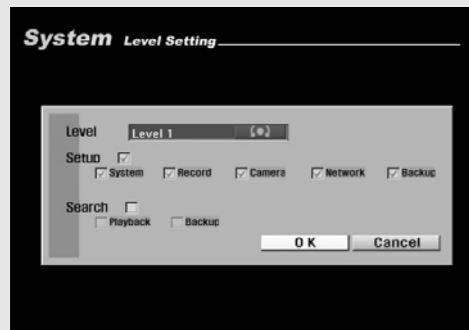 System Level Setting
Level Level 1
Setup
System Record Camera Network Backup
Search
Playback Backup
OK Cancel